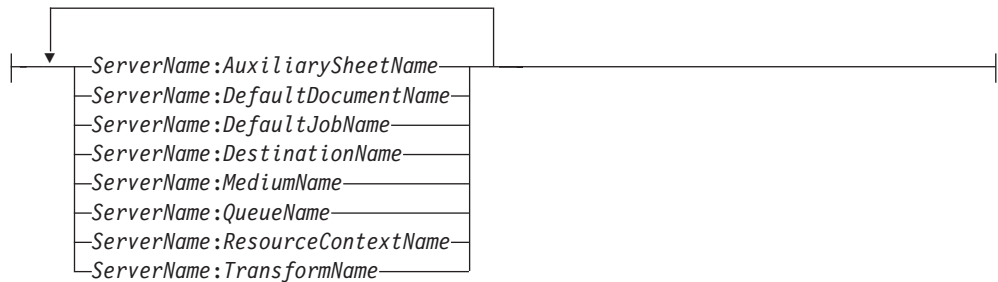 ServerName:AuxiliarySheetName
ServerName:DefaultDocumentName
ServerName:DefaultJobName
ServerName:DestinationName
ServerName:MediumName
ServerName:QueueName
ServerName:ResourceContextName
ServerName:TransformName